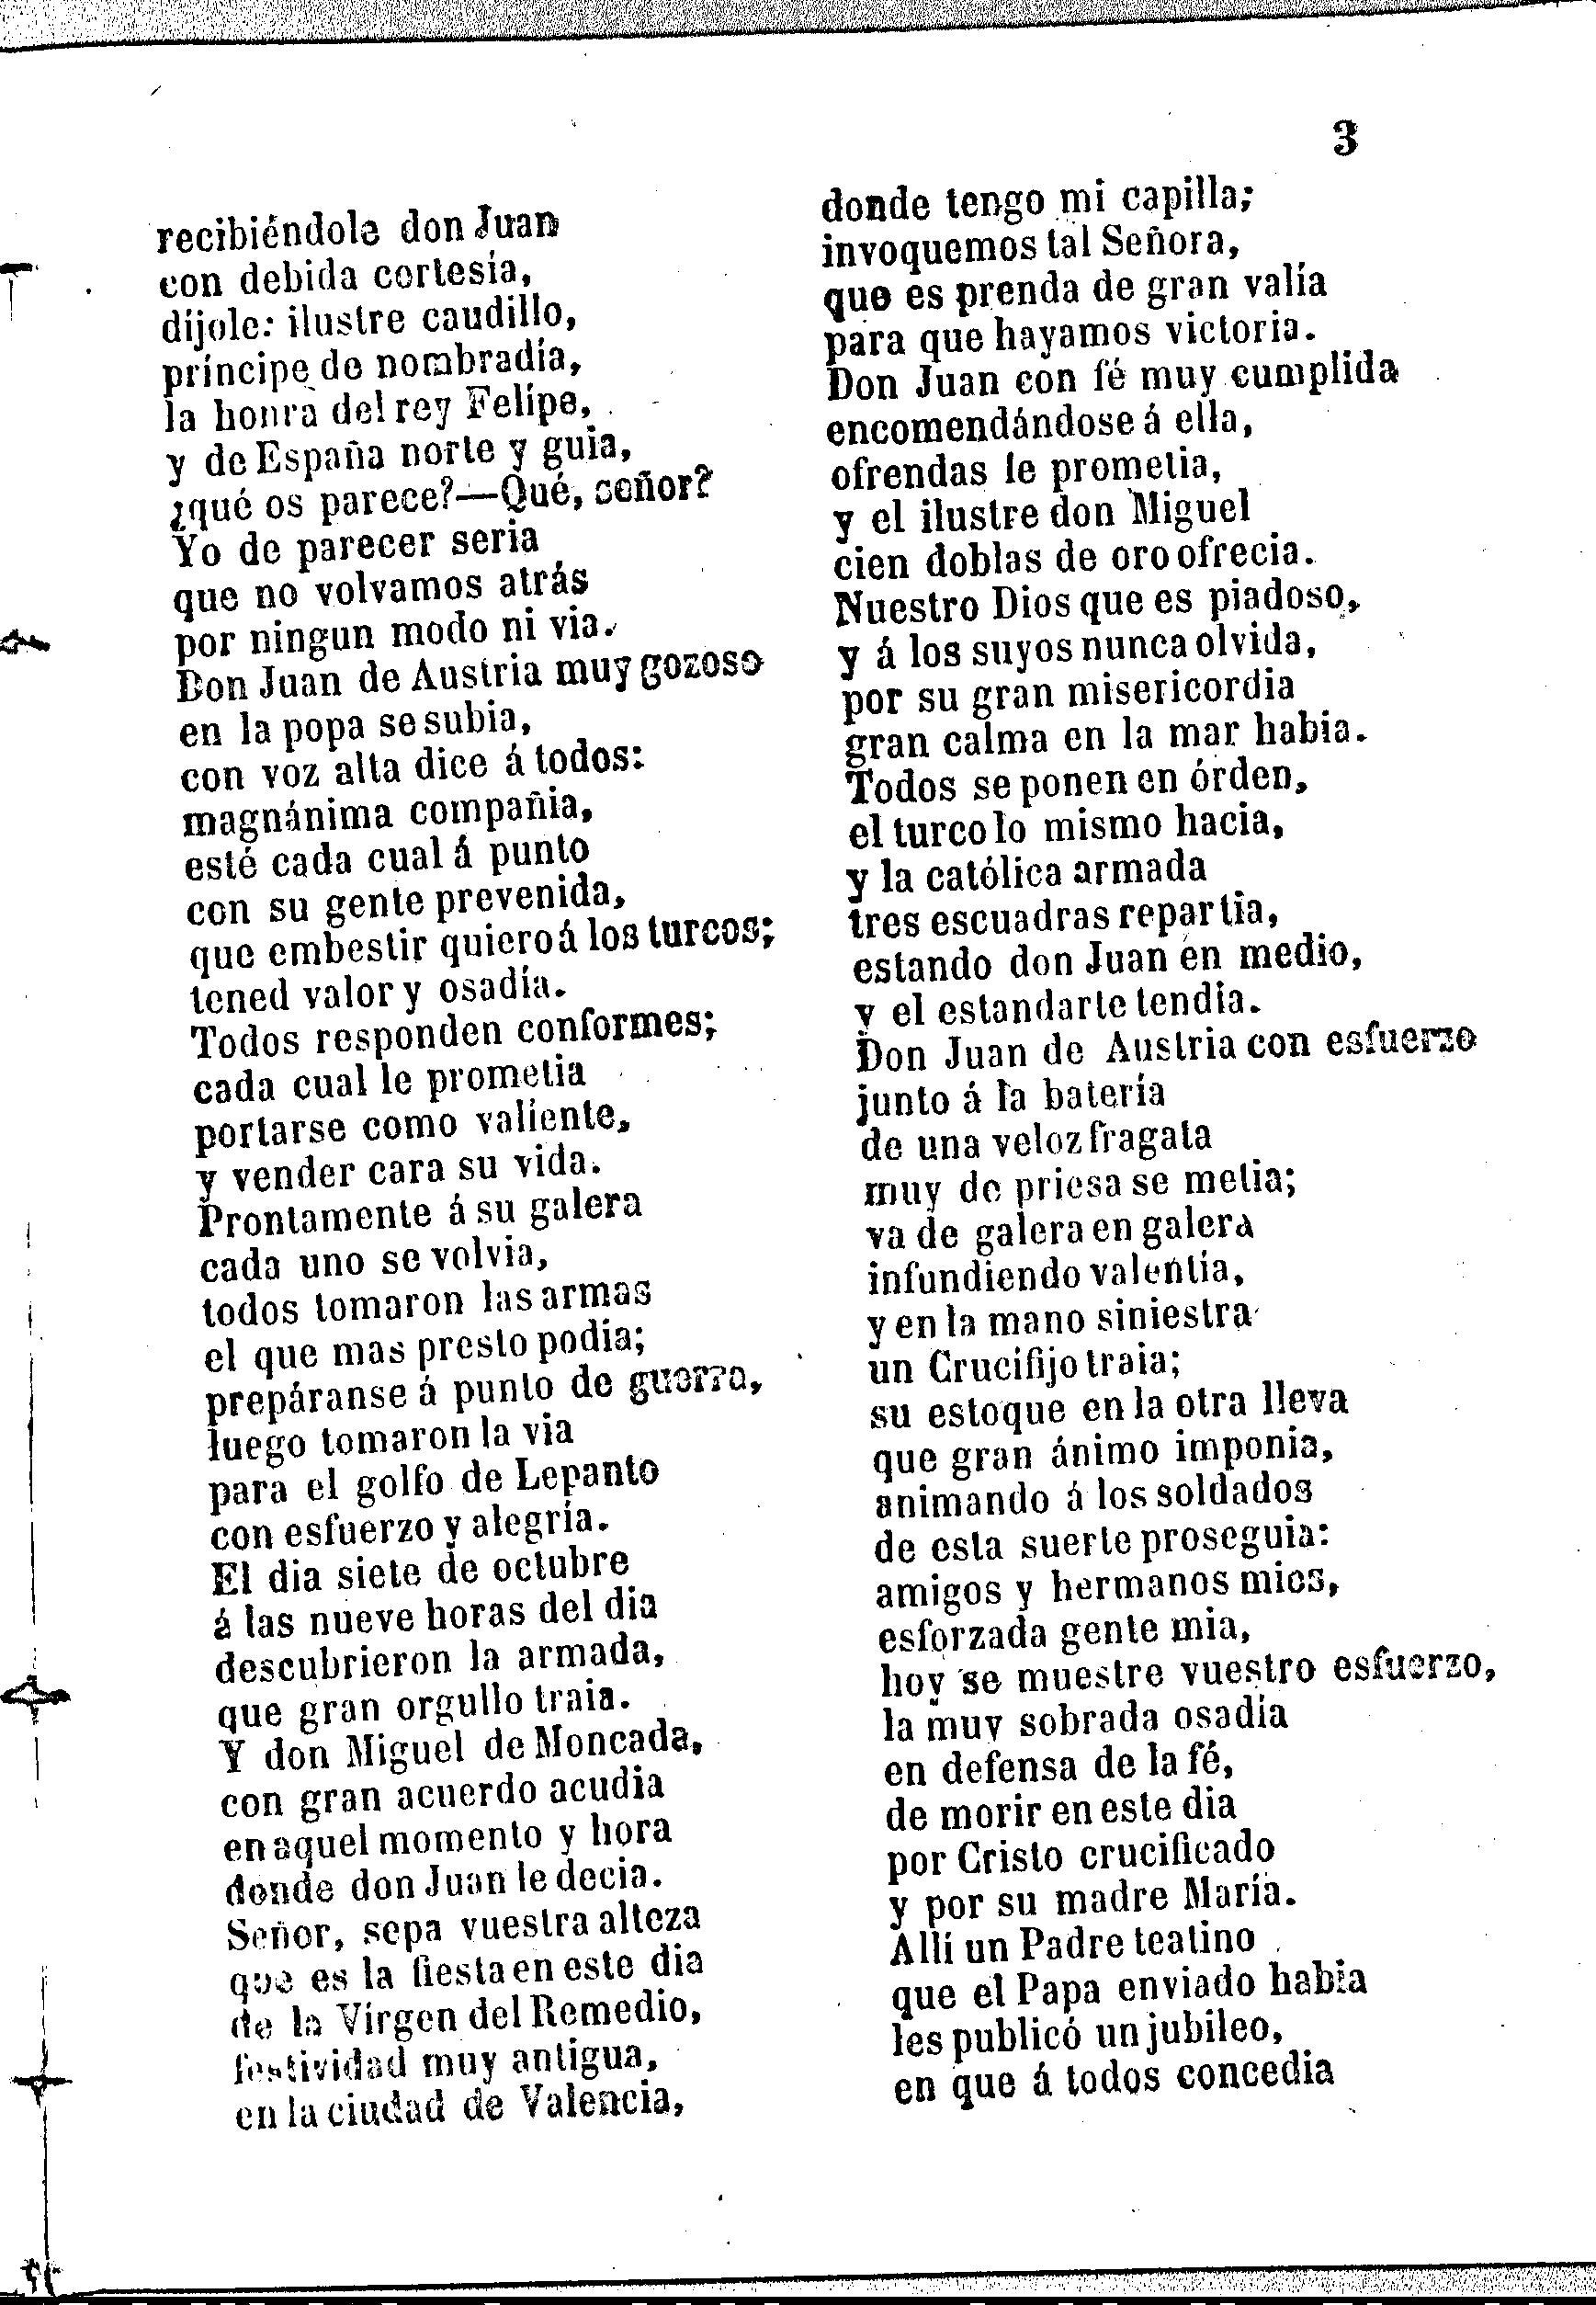 3
recibiéndole don Juan
con debida cortesía,
díjole: ilustre caudillo,
príncipe de nombradía,
la honra del rey Felipe,
y de España norte y guia,
¿qué os parece?—Qué, señor?
Yo de parecer seria
que no volvamos atrás
por ningun modo ni via.
Don Juan de Austria muy gozoso
en la popa se subia,
con voz alta dice á todos:
magnánima compañia,
esté cada cual á punto
con su gente prevenida,
que embestir quiero á los turcos;
tened valor y osadía.
Todos responden conformes;
cada cual le prometia
portarse como valiente,
y vender cara su vida.
Prontamente á su galera
cada uno se volvia,
todos tomaron las armas
el que mas presto podia;
prepáranse á punto de guerra,
luego tomaron la via
para el golfo de Lepanto
con esfuerzo y alegría.
El dia siete de octubre
á las nueve horas del dia
descubrieron la armada,
que gran orgullo traia.
Y don Miguel de Moncada,
con gran acuerdo acudia
en aquel momento y hora
donde don Juan le decia.
Señor, sepa vuestra alteza
que es la fiesta en este dia
de la Vírgen del Remedio,
festividad muy antigua,
en la ciudad de Valencia,
donde tengo mi capilla;
invoquemos tal Señora,
que es prenda de gran valía
para que hayamos victoria.
Don Juan con fé muy cumplida
encomendándose á ella,
ofrendas le prometia,
y el ilustre don Miguel
cien doblas de oro ofrecia.
Nuestro Dios que es piadoso,
y á los suyos nunca olvida,
por su gran misericordia
gran calma en la mar habia.
Todos se ponen en órden,
el turco lo mismo hacia,
y la católica armada
tres escuadras repartia,
estando don Juan en medio,
y el estandarte tendia.
Don Juan de Austria con esfuerzo
junto á la batería
de una veloz fragata
muy de priesa se metia;
va de galera en galera
infundiendo valentia,
y en la mano siniestra
un Crucifijo traia;
su estoque en la otra lleva
que gran ánimo imponia,
animando á los soldados
de esta suerte proseguia:
amigos y hermanos mios,
esforzada gente mia,
hoy se muestre vuestro esfuerzo,
la muy sobrada osadía
en defensa de la fé,
de morir en este dia
por Cristo crucificado
y por su madre María.
Allí un Padre teatino
que el Papa enviado habia
les publicó un jubileo,
en que á todos concedia